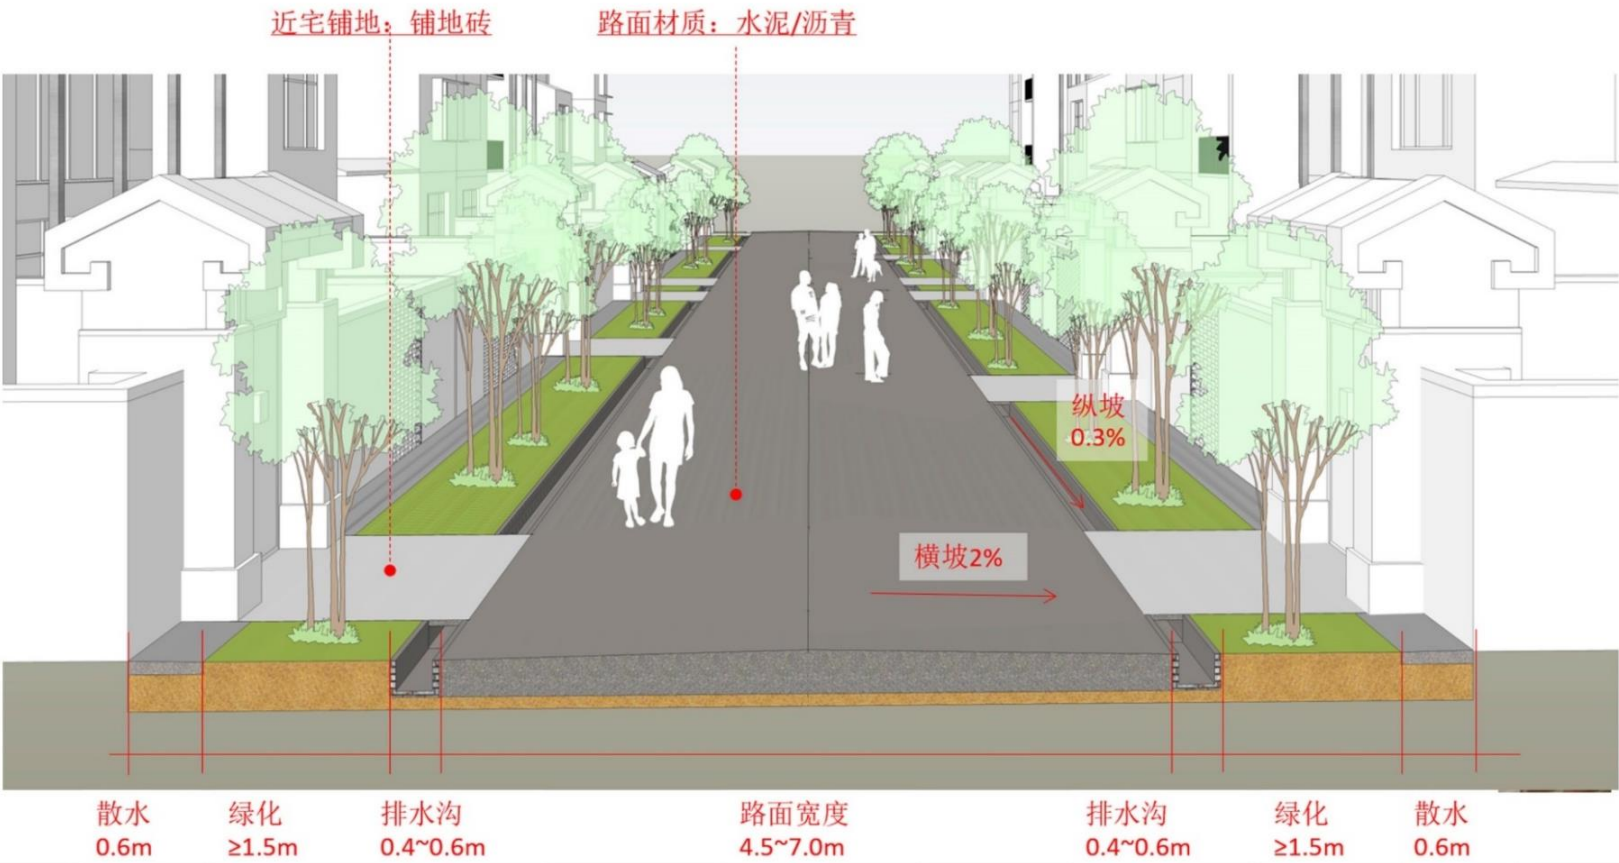 近宅铺地：铺地砖
路面材质：水泥/沥青
纵坡
0.3%
横坡2%
散水
0.6m
绿化
≥1.5m
排水沟
0.4~0.6m
路面宽度
4.5~7.0m
排水沟
0.4~0.6m
绿化
≥1.5m
散水
0.6m